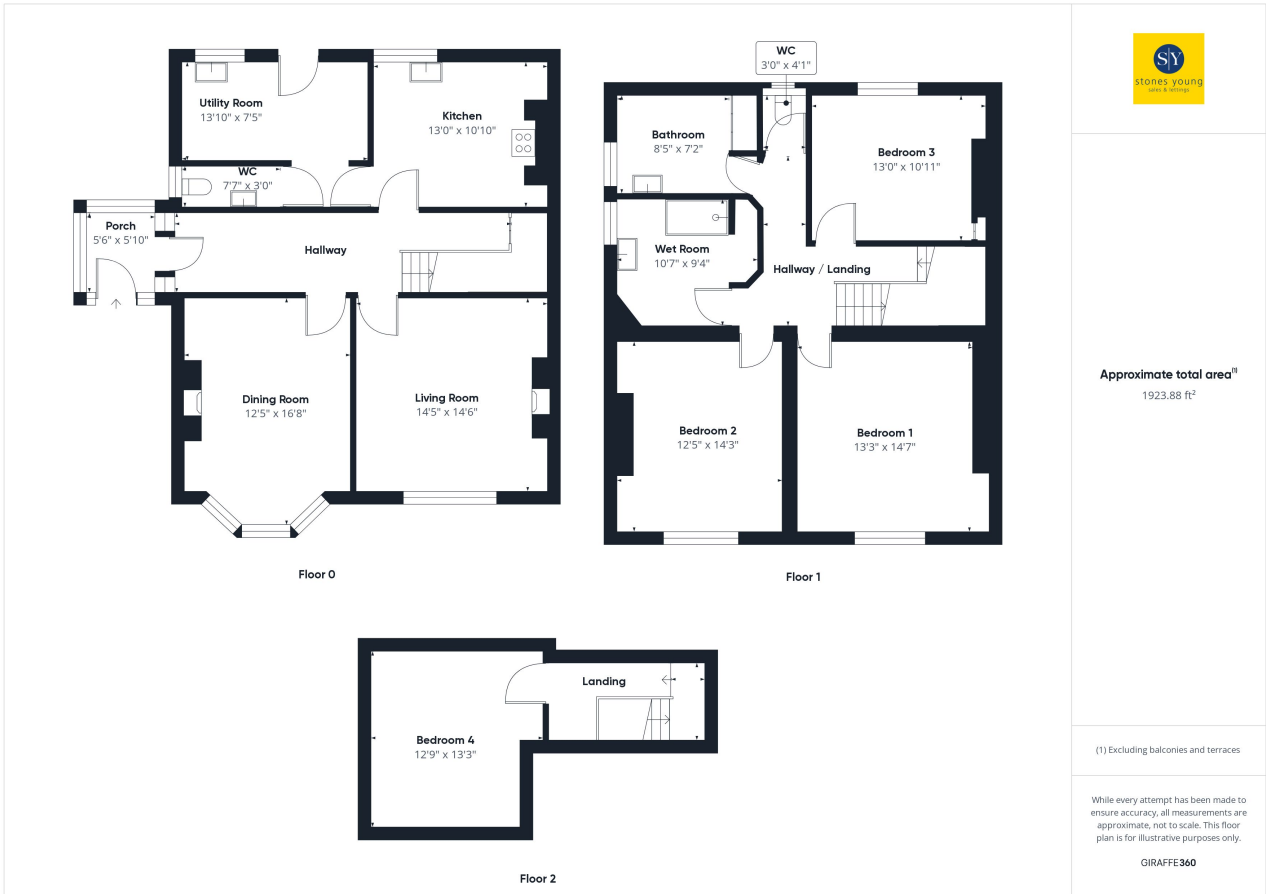 Utility Room
13'10" x 7'5"
Kitchen
13'0" x 10'10"
WC
7'7" x 3'0"
Porch
5'6" x 5'10"
Hallway
Dining Room
12'5" x 16'8"
Living Room
14'5" x 14'6"
Floor 0
WC
3'0" x 4'1"
Bathroom
8'5" x 7'2"
Bedroom 3
13'0" x 10'11"
Wet Room
10'7" x 9'4"
Hallway / Landing
Bedroom 2
12'5" x 14'3"
Bedroom 1
13'3" x 14'7"
Floor 1
Landing
Bedroom 4
12'9" x 13'3"
Floor 2
S|Y
stones young
sales & lettings
Approximate total area⁽¹⁾
1923.88 ft²
(1) Excluding balconies and terraces
While every attempt has been made to
ensure accuracy, all measurements are
approximate, not to scale. This floor
plan is for illustrative purposes only.
GIRAFFE360